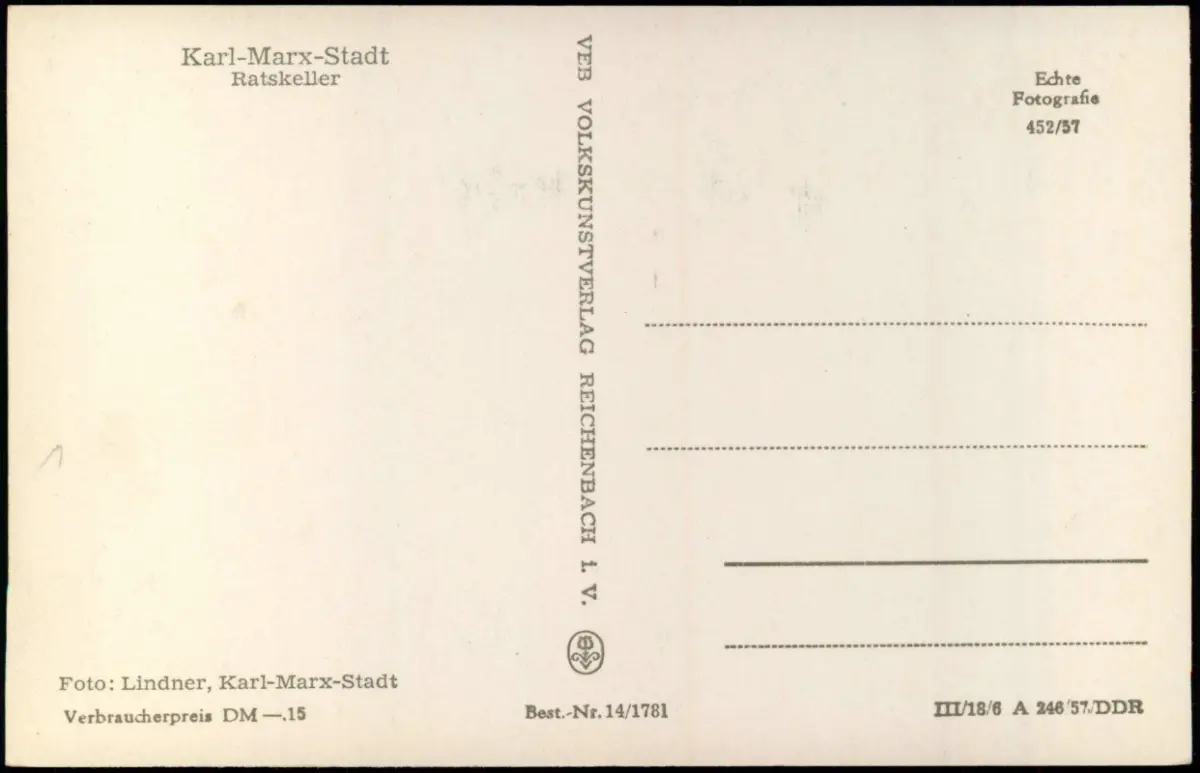 Karl-Marx-Stadt
Ratskeller
VEB VOLKSKUNSTVERLAG REICHENBACH i. V.
Echte
Fotografie
452/57
Foto: Lindner, Karl-Marx-Stadt
Verbraucherpreis DM —.15
Best.-Nr. 14/1781
III/18/6 A 246/57/DDR